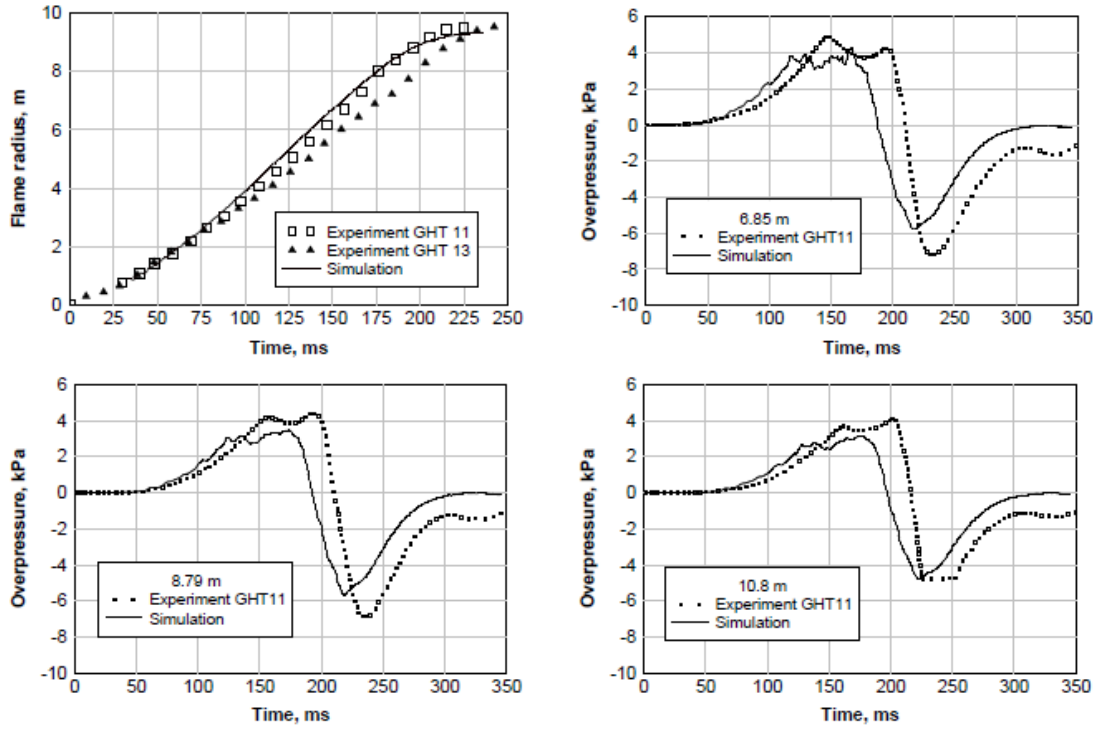 Flame radius, m
10
8
6
4
2
0
Experiment GHT 11
Experiment GHT 13
Simulation
0 25 50 75 100 125 150 175 200 225 250
Time, ms
Overpressure, kPa
6
4
2
0
-2
-4
-6
-8
-10
6.85 m
Experiment GHT11
Simulation
0 50 100 150 200 250 300 350
Time, ms
Overpressure, kPa
6
4
2
0
-2
-4
-6
-8
-10
8.79 m
Experiment GHT11
Simulation
0 50 100 150 200 250 300 350
Time, ms
Overpressure, kPa
6
4
2
0
-2
-4
-6
-8
-10
10.8 m
Experiment GHT11
Simulation
0 50 100 150 200 250 300 350
Time, ms